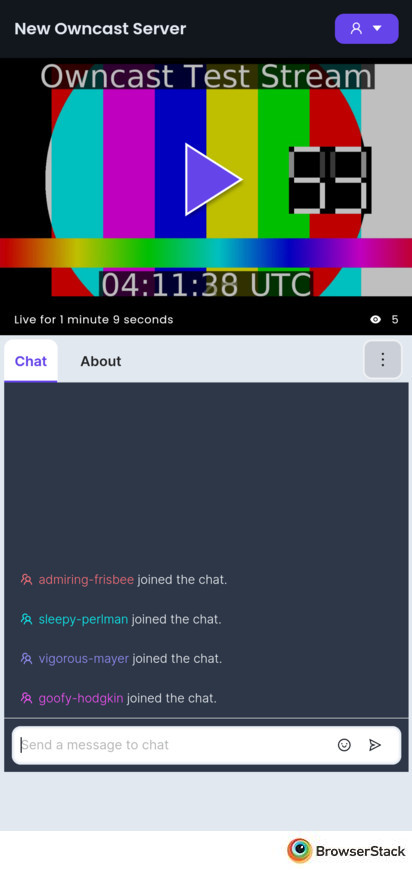 New Owncast Server
Owncast Test Stream
04:11:38 UTC
Live for 1 minute 9 seconds
5
Chat
About
admiring-frisbee joined the chat.
sleepy-perlman joined the chat.
vigorous-mayer joined the chat.
goofy-hodgkin joined the chat.
Send a message to chat
BrowserStack